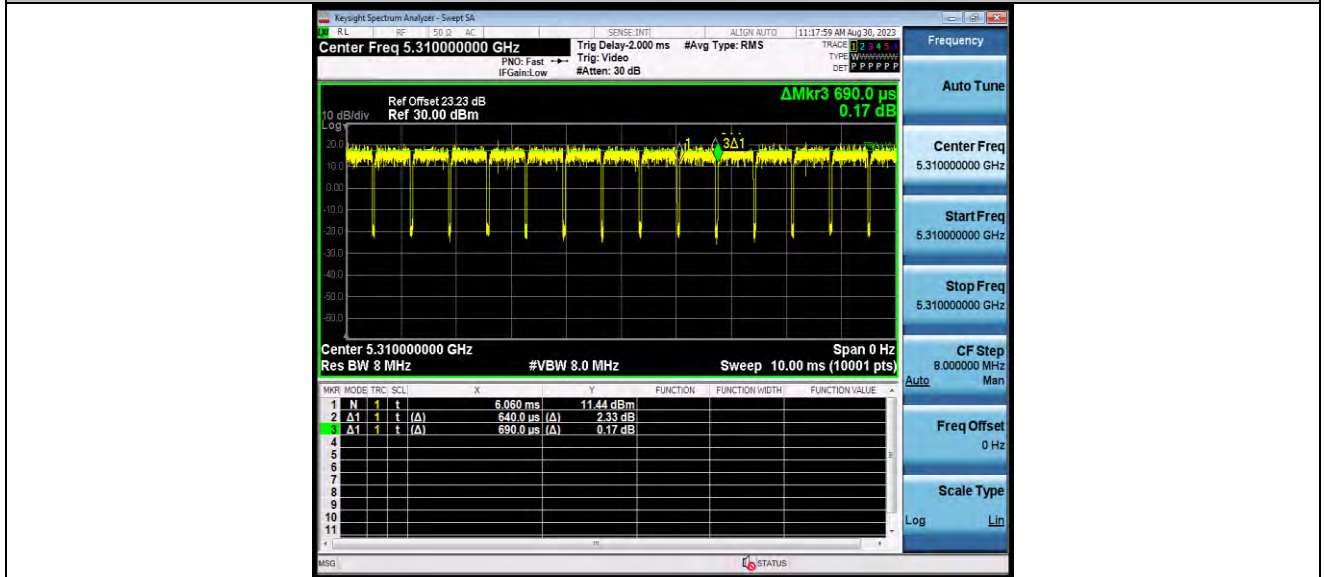 Keysight Spectrum Analyzer - Swept SA
RL RF 50 Ω AC SENSE:INT ALIGN AUTO 11:17:59 AM Aug 30, 2023
Center Freq 5.310000000 GHz
PNO: Fast
IFGain:Low
Trig Delay-2.000 ms
Trig: Video
#Atten: 30 dB
#Avg Type: RMS
TRACE 1 2 3 4 5 6
TYPE WWWWWW
DET P P P P P P
Frequency
Auto Tune
Center Freq
5.310000000 GHz
Start Freq
5.310000000 GHz
Stop Freq
5.310000000 GHz
CF Step
8.000000 MHz
Auto Man
Freq Offset
0 Hz
Scale Type
Log Lin
ΔMkr3 690.0 µs
0.17 dB
Ref Offset 23.23 dB
10 dB/div Ref 30.00 dBm
Log
20.0
10.0
0.00
-10.0
-20.0
-30.0
-40.0
-50.0
-60.0
1
3Δ1
Center 5.310000000 GHz Span 0 Hz
Res BW 8 MHz #VBW 8.0 MHz Sweep 10.00 ms (10001 pts)
MKR MODE TRC SCL X Y FUNCTION FUNCTION WIDTH FUNCTION VALUE
1 N 1 t 6.060 ms 11.44 dBm
2 Δ1 1 t (Δ) 640.0 µs (Δ) 2.33 dB
3 Δ1 1 t (Δ) 690.0 µs (Δ) 0.17 dB
4
5
6
7
8
9
10
11
MSG STATUS